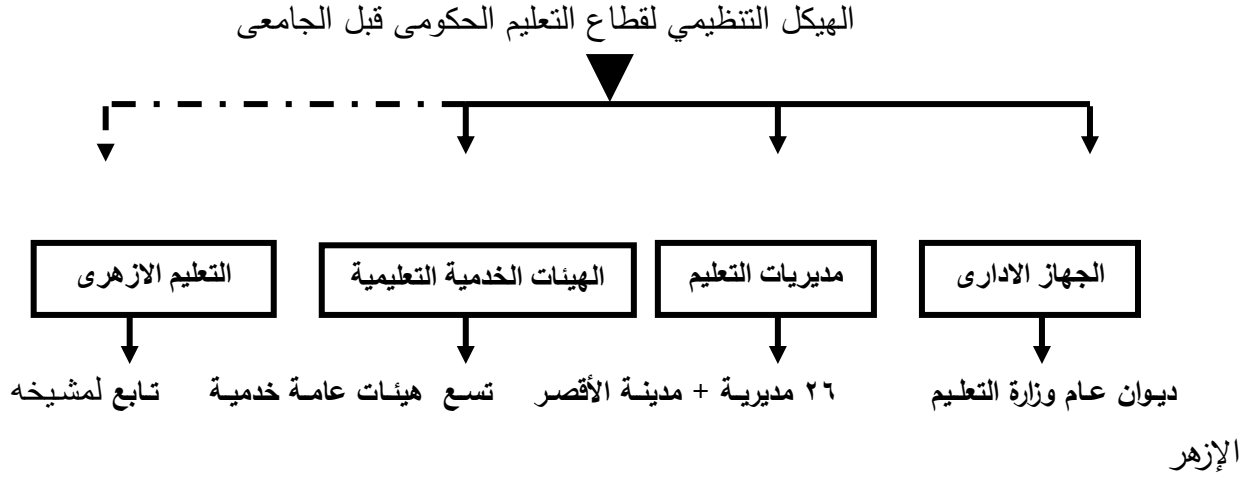 الهيكل التنظيمي لقطاع التعليم الحكومى قبل الجامعى
الجهاز الادارى
مديريات التعليم
الهيئات الخدمية التعليمية
التعليم الازهرى
ديوان عام وزارة التعليم ٢٦ مديرية + مدينة الأقصر تسع هيئات عامة خدمية تابع لمشيخه
الإزهر